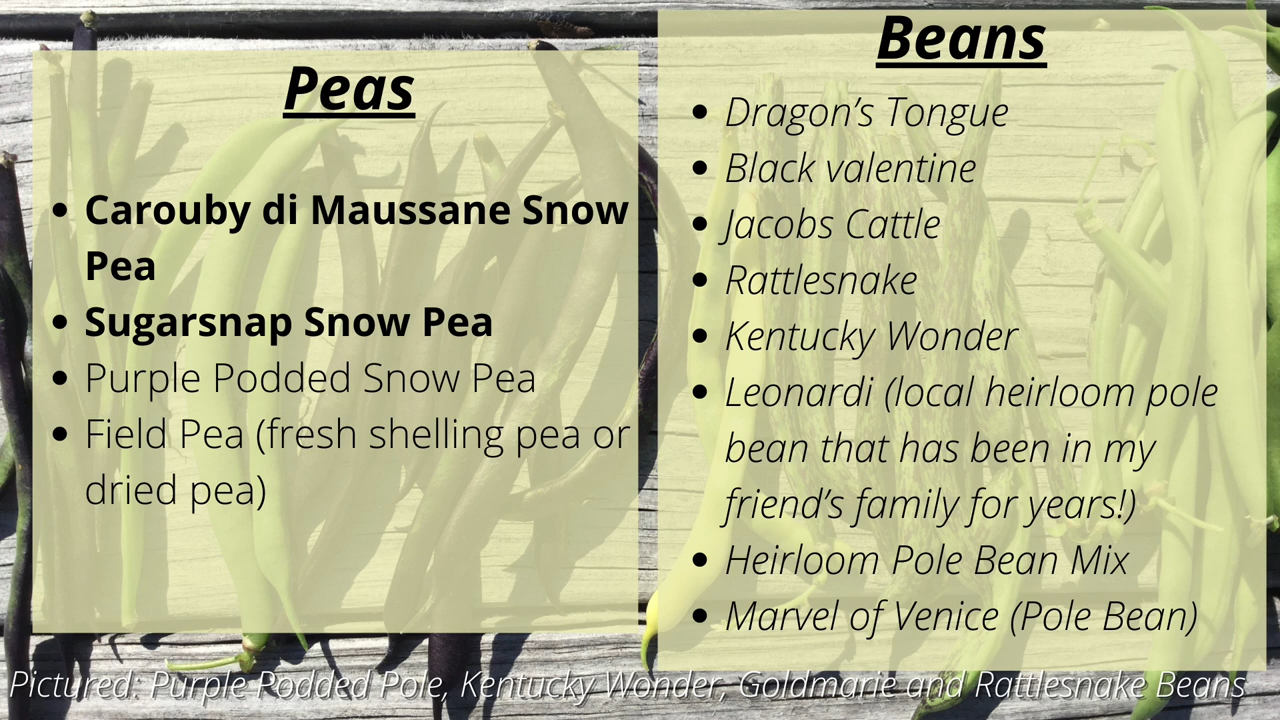 Peas
• Carouby di Maussane Snow
Pea
• Sugarsnap Snow Pea
• Purple Podded Snow Pea
• Field Pea (fresh shelling pea or
dried pea)
Beans
• Dragon’s Tongue
• Black valentine
• Jacobs Cattle
• Rattlesnake
• Kentucky Wonder
• Leonardi (local heirloom pole
bean that has been in my
friend’s family for years!)
• Heirloom Pole Bean Mix
• Marvel of Venice (Pole Bean)
Pictured: Purple Podded Pole, Kentucky Wonder, Goldmarie and Rattlesnake Beans